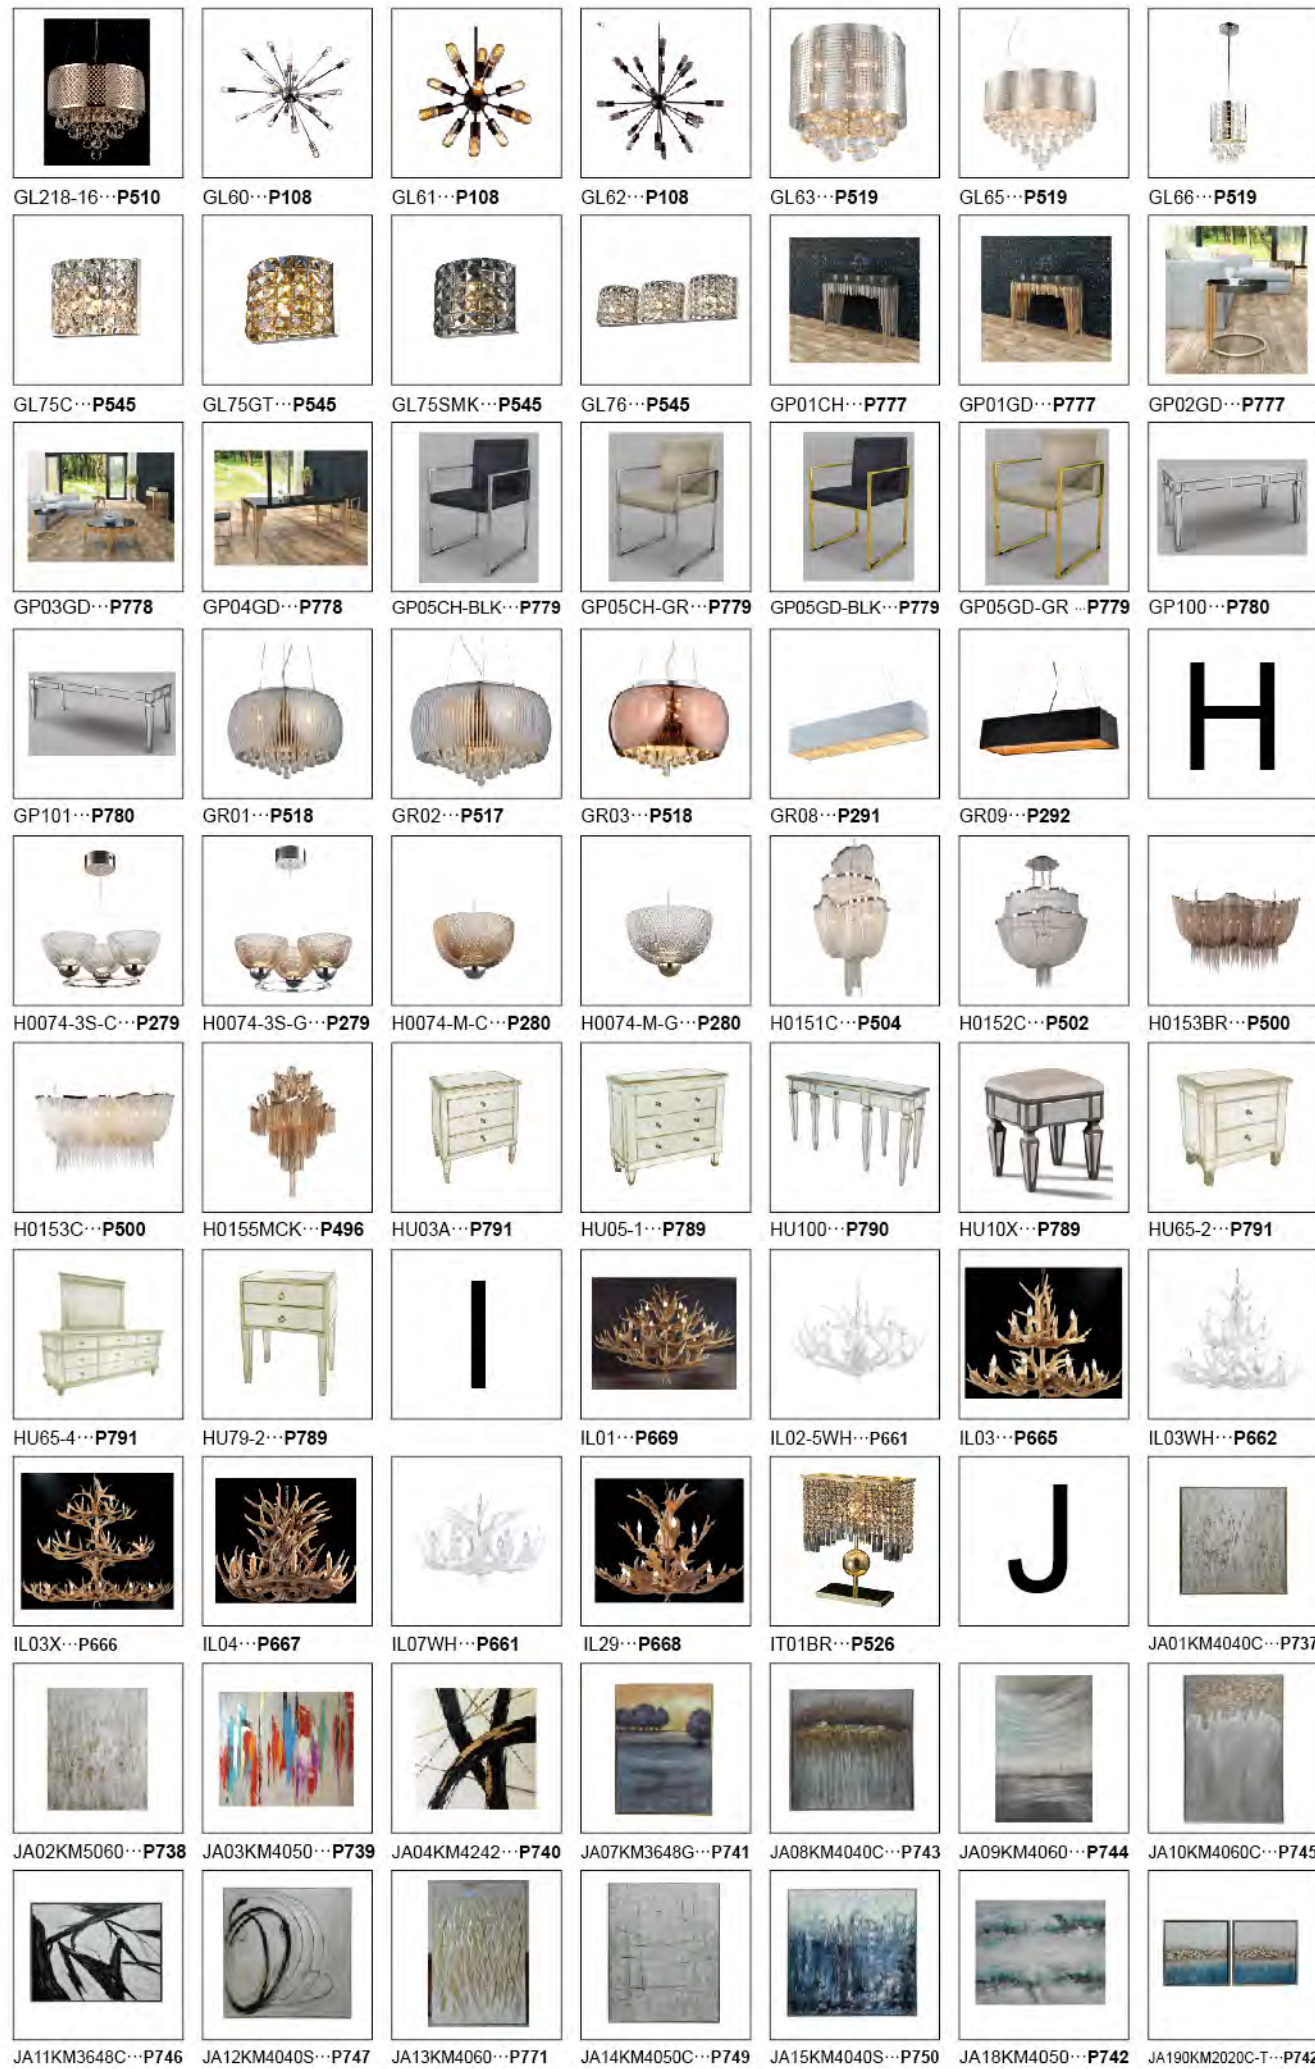 GL218-16···P510 GL60···P108 GL61···P108 GL62···P108 GL63···P519 GL65···P519 GL66···P519
GL75C···P545 GL75GT···P545 GL75SMK···P545 GL76···P545 GP01CH···P777 GP01GD···P777 GP02GD···P777
GP03GD···P778 GP04GD···P778 GP05CH-BLK···P779 GP05CH-GR···P779 GP05GD-BLK···P779 GP05GD-GR···P779 GP100···P780
H
GP101···P780 GR01···P518 GR02···P517 GR03···P518 GR08···P291 GR09···P292
H0074-3S-C···P279 H0074-3S-G···P279 H0074-M-C···P280 H0074-M-G···P280 H0151C···P504 H0152C···P502 H0153BR···P500
H0153C···P500 H0155MCK···P496 HU03A···P791 HU05-1···P789 HU100···P790 HU10X···P789 HU65-2···P791
I
HU65-4···P791 HU79-2···P789 IL01···P669 IL02-5WH···P661 IL03···P665 IL03WH···P662
J
IL03X···P666 IL04···P667 IL07WH···P661 IL29···P668 IT01BR···P526 JA01KM4040C···P737
JA02KM5060···P738 JA03KM4050···P739 JA04KM4242···P740 JA07KM3648G···P741 JA08KM4040C···P743 JA09KM4060···P744 JA10KM4060C···P745
JA11KM3648C···P746 JA12KM4040S···P747 JA13KM4060···P771 JA14KM4050C···P749 JA15KM4040S···P750 JA18KM4050···P742 JA190KM2020C-T···P74